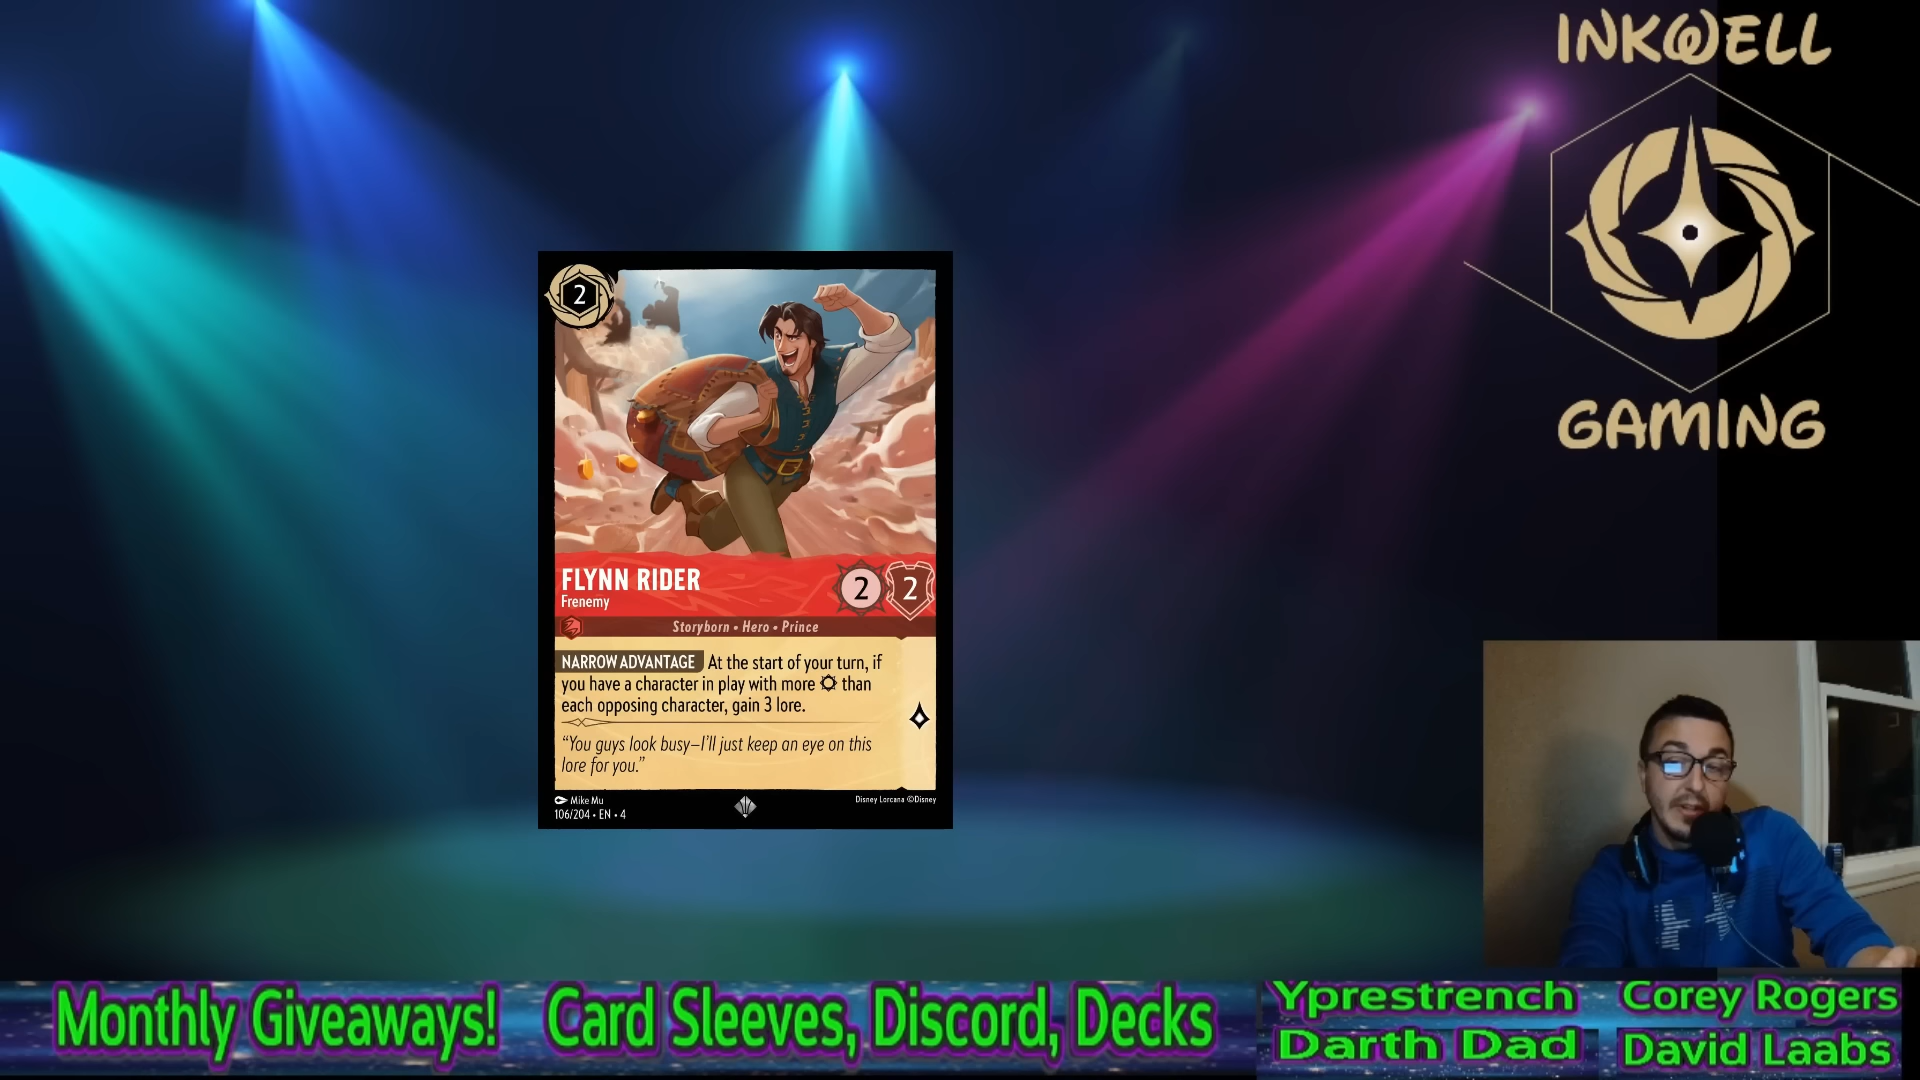 INKWELL
GAMING
2
FLYNN RIDER
Frenemy
2 2
Storyborn • Hero • Prince
NARROW ADVANTAGE At the start of your turn, if
you have a character in play with more than
each opposing character, gain 3 lore.
“You guys look busy–I’ll just keep an eye on this
lore for you.”
Mike Mu
106/204 • EN • 4
Disney Lorcana ©Disney
Monthly Giveaways! Card Sleeves, Discord, Decks
Yprestrench Corey Rogers
Darth Dad David Laabs